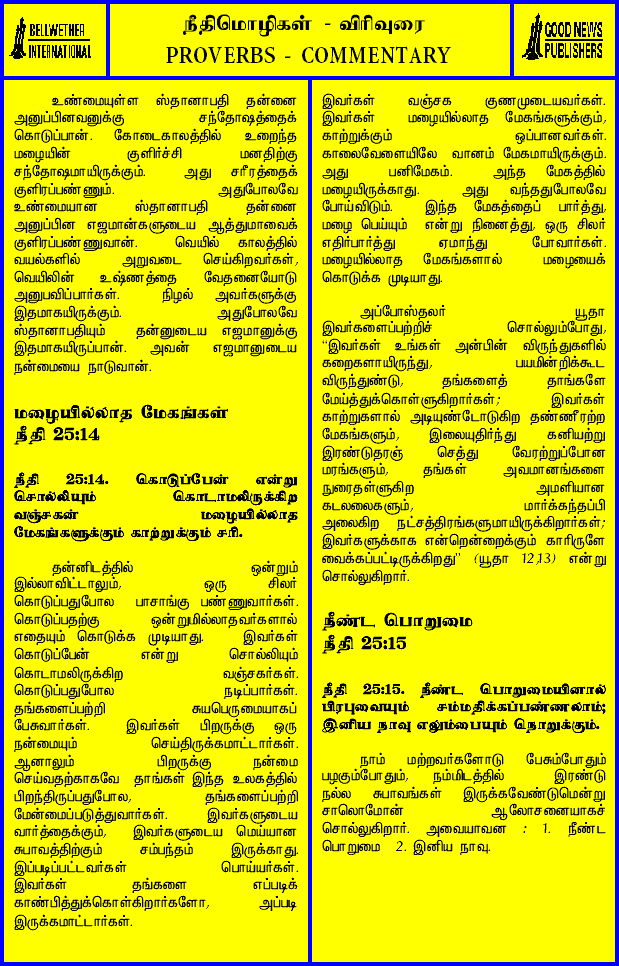 BELLWETHER
INTERNATIONAL
நீதிமொழிகள் - விரிவுரை
PROVERBS - COMMENTARY
GOOD NEWS
PUBLISHERS
உண்மையுள்ள ஸ்தானாபதி தன்னை
அனுப்பினவனுக்கு சந்தோஷத்தைக்
கொடுப்பான். கோடைகாலத்தில் உறைந்த
மழையின் குளிர்ச்சி மனதிற்கு
சந்தோஷமாயிருக்கும். அது சரீரத்தைக்
குளிரப்பண்ணும். அதுபோலவே
உண்மையான ஸ்தானாபதி தன்னை
அனுப்பின எஜமான்களுடைய ஆத்துமாவைக்
குளிரப்பண்ணுவான். வெயில் காலத்தில்
வயல்களில் அறுவடை செய்கிறவர்கள்,
வெயிலின் உஷ்ணத்தை வேதனையோடு
அனுபவிப்பார்கள். நிழல் அவர்களுக்கு
இதமாகயிருக்கும். அதுபோலவே
ஸ்தானாபதியும் தன்னுடைய எஜமானுக்கு
இதமாகயிருப்பான். அவன் எஜமானுடைய
நன்மையை நாடுவான்.
மழையில்லாத மேகங்கள்
நீதி 25:14
நீதி 25:14. கொடுப்பேன் என்று
சொல்லியும் கொடாமலிருக்கிற
வஞ்சகன் மழையில்லாத
மேகங்களுக்கும் காற்றுக்கும் சரி.
தன்னிடத்தில் ஒன்றும்
இல்லாவிட்டாலும், ஒரு சிலர்
கொடுப்பதுபோல பாசாங்கு பண்ணுவார்கள்.
கொடுப்பதற்கு ஒன்றுமில்லாதவர்களால்
எதையும் கொடுக்க முடியாது. இவர்கள்
கொடுப்பேன் என்று சொல்லியும்
கொடாமலிருக்கிற வஞ்சகர்கள்.
கொடுப்பதுபோல நடிப்பார்கள்.
தங்களைப்பற்றி சுயபெருமையாகப்
பேசுவார்கள். இவர்கள் பிறருக்கு ஒரு
நன்மையும் செய்திருக்கமாட்டார்கள்.
ஆனாலும் பிறருக்கு நன்மை
செய்வதற்காகவே தாங்கள் இந்த உலகத்தில்
பிறந்திருப்பதுபோல, தங்களைப்பற்றி
மேன்மைப்படுத்துவார்கள். இவர்களுடைய
வார்த்தைக்கும், இவர்களுடைய மெய்யான
சுபாவத்திற்கும் சம்பந்தம் இருக்காது.
இப்படிப்பட்டவர்கள் பொய்யர்கள்.
இவர்கள் தங்களை எப்படிக்
காண்பித்துக்கொள்கிறார்களோ, அப்படி
இருக்கமாட்டார்கள்.
இவர்கள் வஞ்சக குணமுடையவர்கள்.
இவர்கள் மழையில்லாத மேகங்களுக்கும்,
காற்றுக்கும் ஒப்பானவர்கள்.
காலைவேளையிலே வானம் மேகமாயிருக்கும்.
அது பனிமேகம். அந்த மேகத்தில்
மழையிருக்காது. அது வந்ததுபோலவே
போய்விடும். இந்த மேகத்தைப் பார்த்து,
மழை பெய்யும் என்று நினைத்து, ஒரு சிலர்
எதிர்பார்த்து ஏமாந்து போவார்கள்.
மழையில்லாத மேகங்களால் மழையைக்
கொடுக்க முடியாது.
அப்போஸ்தலர் யூதா
இவர்களைப்பற்றிச் சொல்லும்போது,
"இவர்கள் உங்கள் அன்பின் விருந்துகளில்
கறைகளாயிருந்து, பயமின்றிக்கூட
விருந்துண்டு, தங்களைத் தாங்களே
மேய்த்துக்கொள்ளுகிறார்கள்; இவர்கள்
காற்றுகளால் அடியுண்டோடுகிற தண்ணீரற்ற
மேகங்களும், இலையுதிர்ந்து கனியற்று
இரண்டுதரஞ் செத்து வேரற்றுப்போன
மரங்களும், தங்கள் அவமானங்களை
நுரைதள்ளுகிற அமளியான
கடலலைகளும், மார்க்கந்தப்பி
அலைகிற நட்சத்திரங்களுமாயிருக்கிறார்கள்;
இவர்களுக்காக என்றென்றைக்கும் காரிருளே
வைக்கப்பட்டிருக்கிறது" (யூதா 12,13) என்று
சொல்லுகிறார்.
நீண்ட பொறுமை
நீதி 25:15
நீதி 25:15. நீண்ட பொறுமையினால்
பிரபுவையும் சம்மதிக்கப்பண்ணலாம்;
இனிய நாவு எலும்பையும் நொறுக்கும்.
நாம் மற்றவர்களோடு பேசும்போதும்
பழகும்போதும், நம்மிடத்தில் இரண்டு
நல்ல சுபாவங்கள் இருக்கவேண்டுமென்று
சாலொமோன் ஆலோசனையாகச்
சொல்லுகிறார். அவையாவன : 1. நீண்ட
பொறுமை 2. இனிய நாவு.